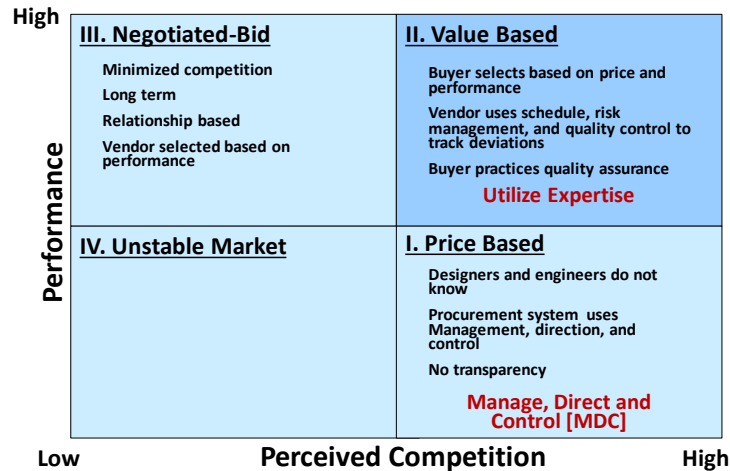 High
III. Negotiated-Bid
Minimized competition
Long term
Relationship based
Vendor selected based on
performance
II. Value Based
Buyer selects based on price and
performance
Vendor uses schedule, risk
management, and quality control to
track deviations
Buyer practices quality assurance
Utilize Expertise
Performance
IV. Unstable Market
I. Price Based
Designers and engineers do not
know
Procurement system uses
Management, direction, and
control
No transparency
Manage, Direct and
Control [MDC]
Low
Perceived Competition
High